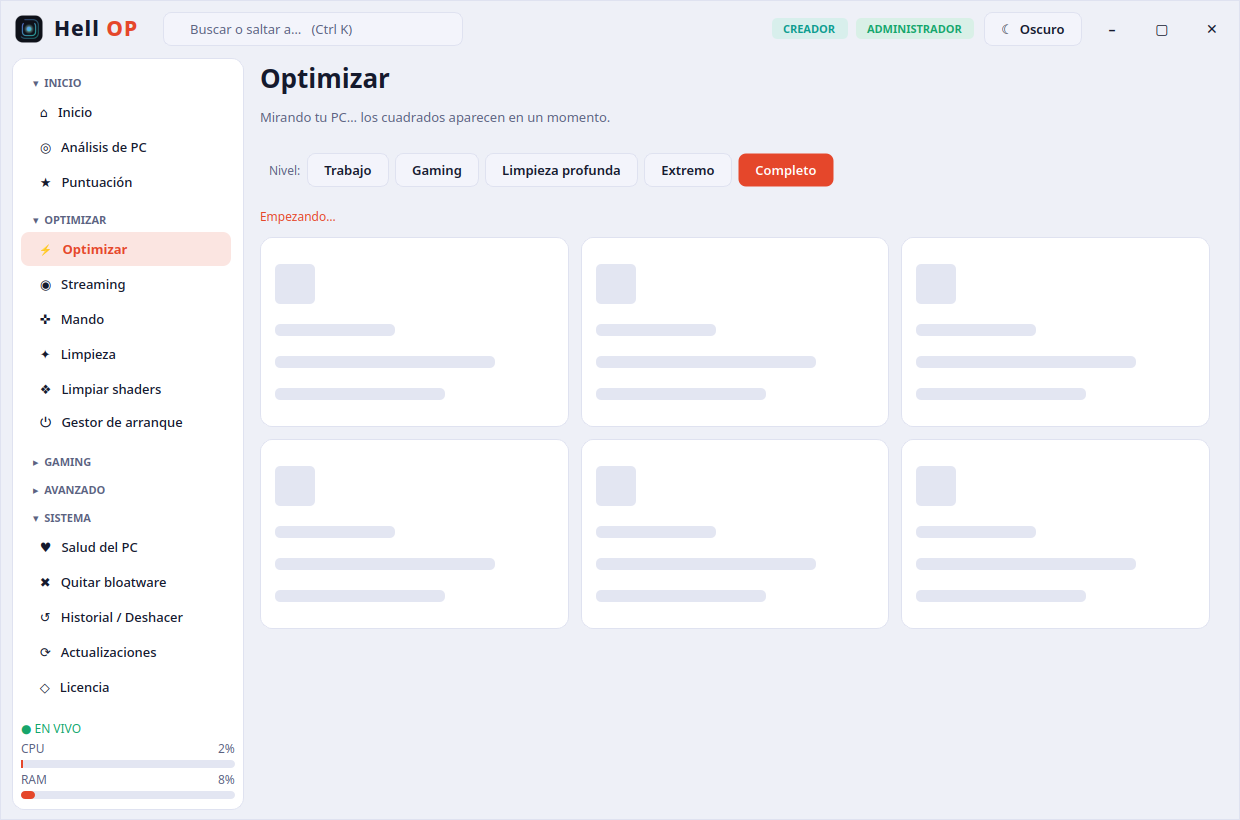 Hell OP
Buscar o saltar a... (Ctrl K)
CREADOR
ADMINISTRADOR
Oscuro
INICIO
Inicio
Análisis de PC
Puntuación
OPTIMIZAR
Optimizar
Streaming
Mando
Limpieza
Limpiar shaders
Gestor de arranque
GAMING
AVANZADO
SISTEMA
Salud del PC
Quitar bloatware
Historial / Deshacer
Actualizaciones
Licencia
EN VIVO
CPU 2%
RAM 8%
Optimizar
Mirando tu PC... los cuadrados aparecen en un momento.
Nivel: Trabajo Gaming Limpieza profunda Extremo Completo
Empezando...